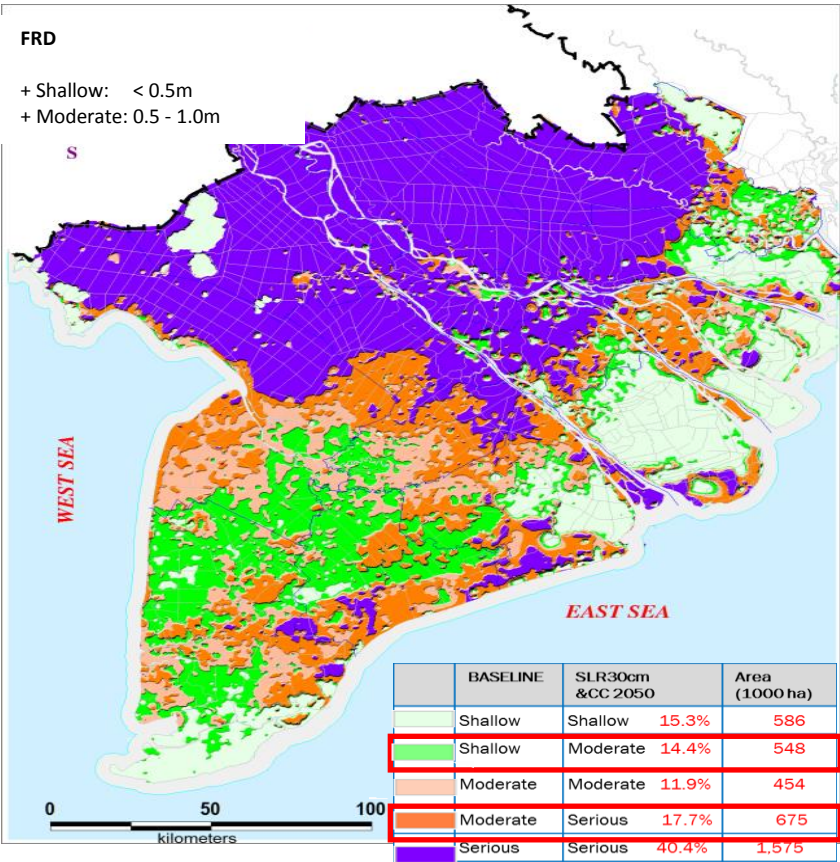 FRD
+ Shallow: < 0.5m
+ Moderate: 0.5 - 1.0m
S
WEST SEA
EAST SEA
BASELINE SLR30cm &CC 2050 Area (1000 ha)
Shallow Shallow 15.3% 586
Shallow Moderate 14.4% 548
Moderate Moderate 11.9% 454
Moderate Serious 17.7% 675
Serious Serious 40.4% 1,575
0 50 100
kilometers